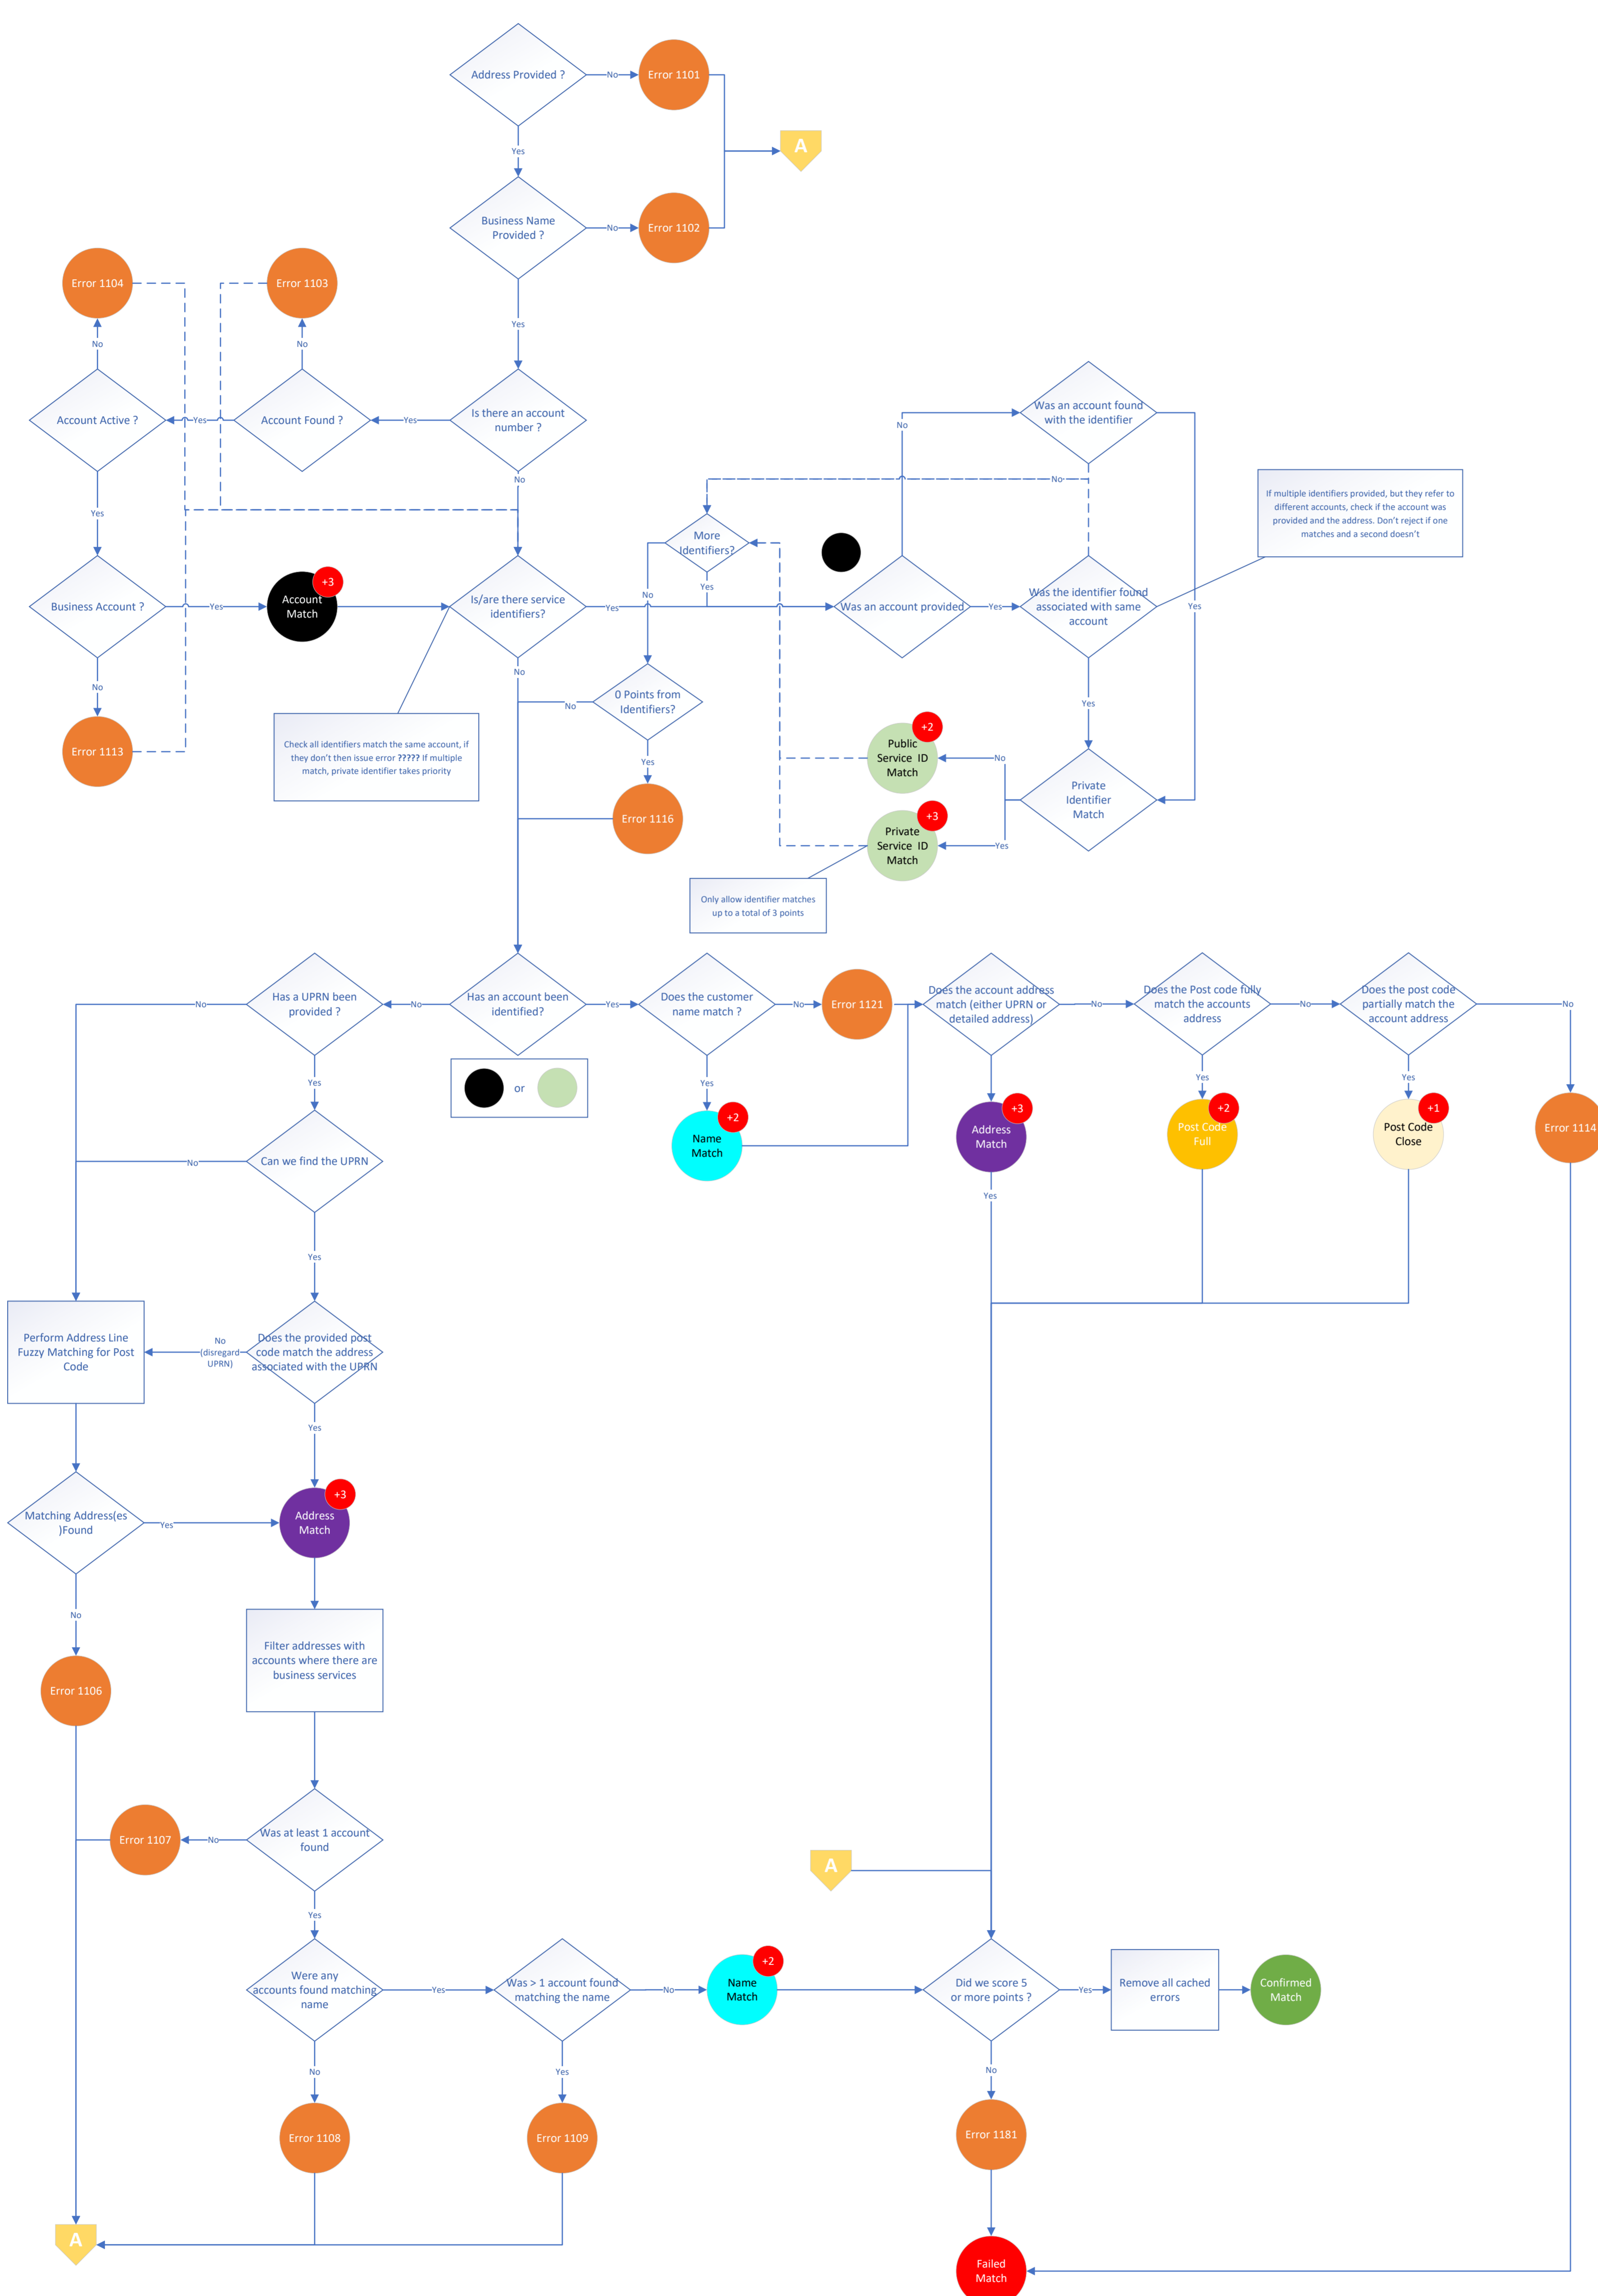 Address Provided ?
No
Error 1101
A
Yes
Business Name
Provided ?
No
Error 1102
Yes
Error 1104
Error 1103
No
No
Account Active ?
Yes
Account Found ?
Yes
Is there an account
number ?
No
Was an account found
with the identifier
No
No
If multiple identifiers provided, but they refer to
different accounts, check if the account was
provided and the address. Don't reject if one
matches and a second doesn't
Yes
More
Identifiers?
Yes
No
Business Account ?
Yes
+3
Account
Match
Is/are there service
identifiers?
Yes
Was an account provided
Yes
Was the identifier found
associated with same
account
Yes
No
No
0 Points from
Identifiers?
No
Yes
Error 1113
Check all identifiers match the same account, if
they don't then issue error ????? If multiple
match, private identifier takes priority
Yes
+2
Public
Service ID
Match
No
Private
Identifier
Match
Error 1116
+3
Private
Service ID
Match
Yes
Only allow identifier matches
up to a total of 3 points
No
Has a UPRN been
provided ?
No
Has an account been
identified?
Yes
Does the customer
name match ?
No
Error 1121
Does the account address
match (either UPRN or
detailed address)
No
Does the Post code fully
match the accounts
address
No
Does the post code
partially match the
account address
No
Yes
or
Yes
+2
Name
Match
+3
Address
Match
Yes
Yes
+2
Post Code
Full
Yes
+1
Post Code
Close
Error 1114
No
Can we find the UPRN
Yes
Perform Address Line
Fuzzy Matching for Post
Code
No
(disregard
UPRN)
Does the provided post
code match the address
associated with the UPRN
Yes
Matching Address(es
)Found
Yes
+3
Address
Match
No
Filter addresses with
accounts where there are
business services
Error 1106
Error 1107
No
Was at least 1 account
found
A
Yes
Were any
accounts found matching
name
Yes
Was > 1 account found
matching the name
No
+2
Name
Match
Did we score 5
or more points ?
Yes
Remove all cached
errors
Confirmed
Match
No
Yes
No
Error 1108
Error 1109
Error 1181
A
Failed
Match